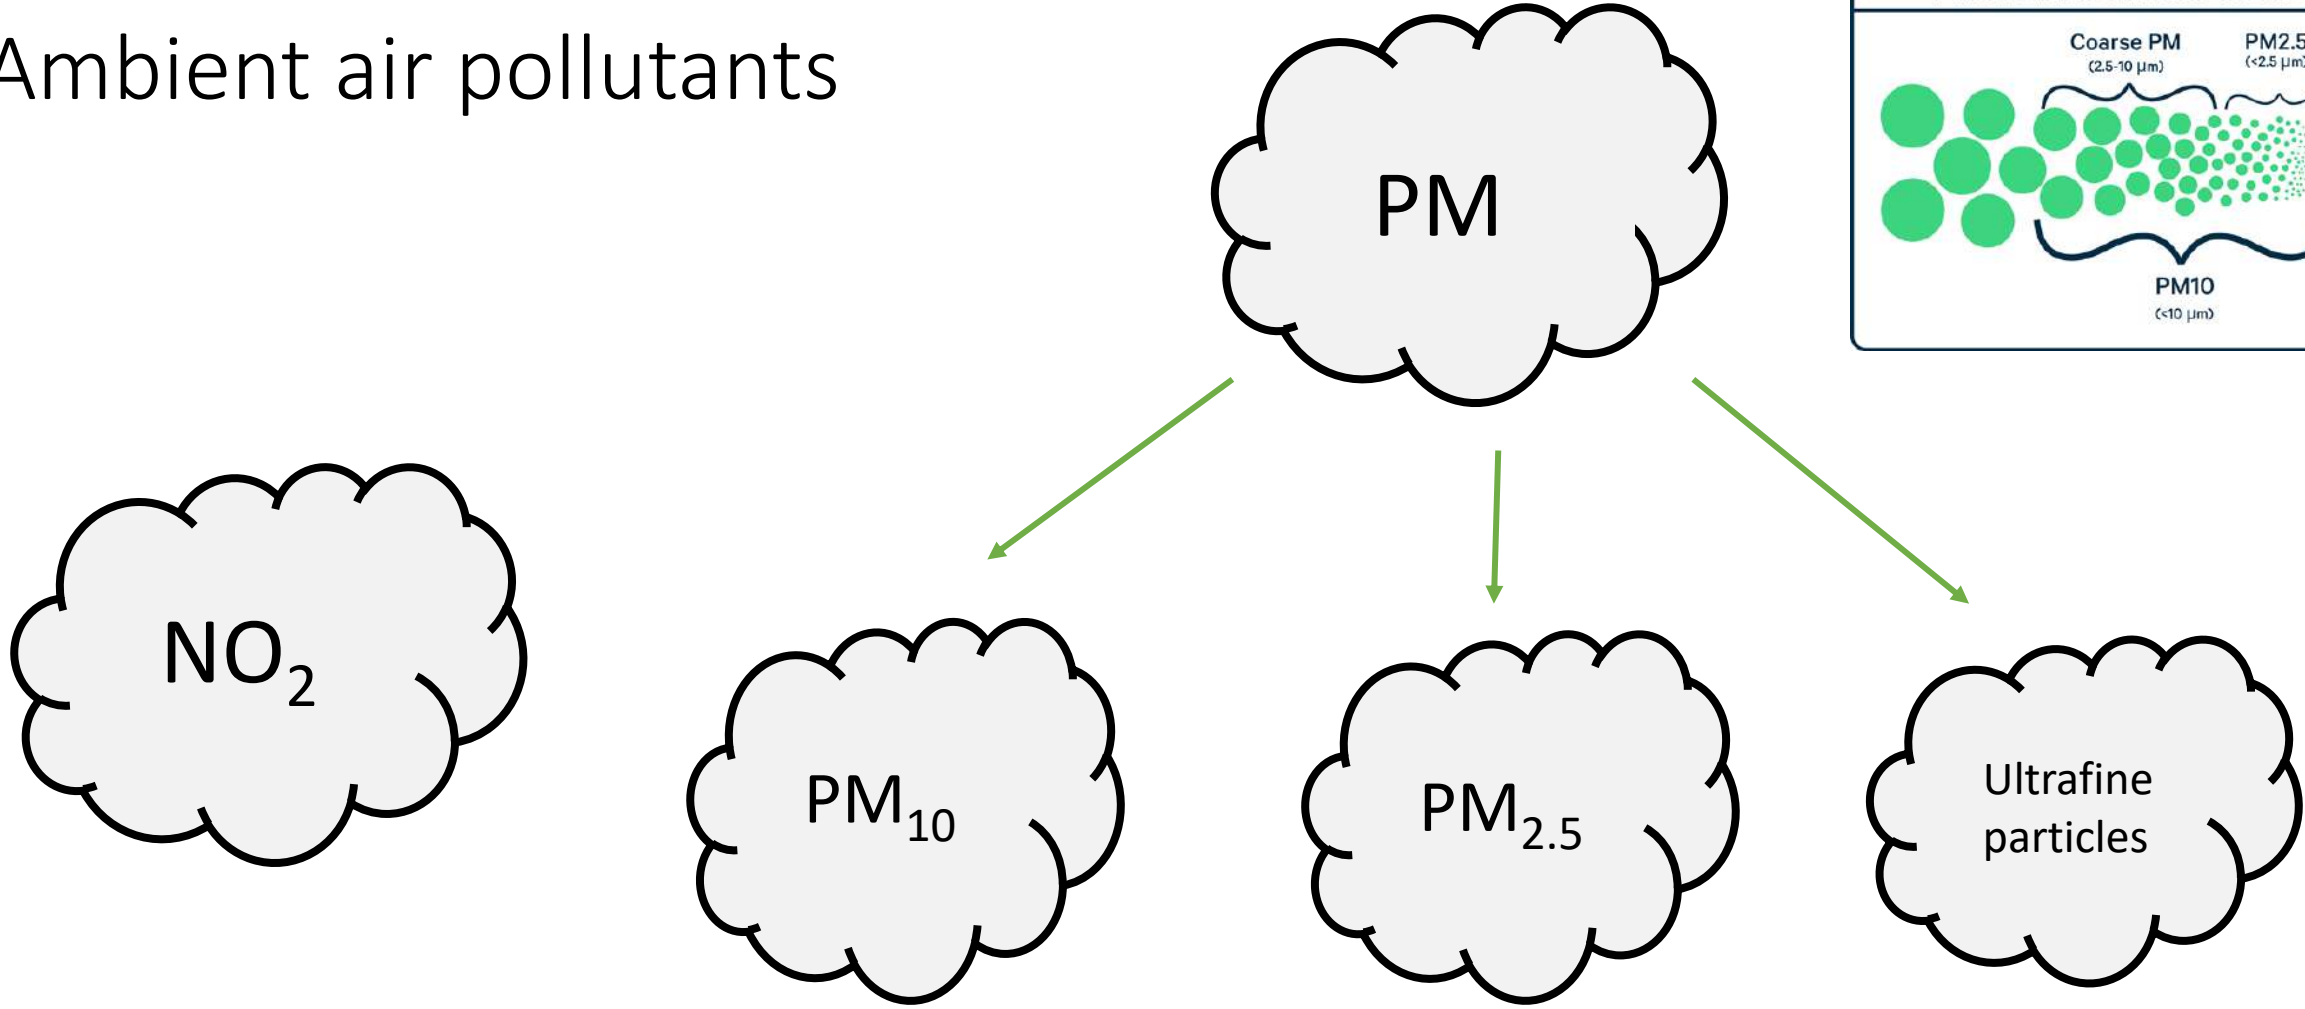 Ambient air pollutants
Coarse PM
(2.5-10 µm)
PM2.5
(<2.5 µm)
PM10
(<10 µm)
PM
NO₂
PM₁₀
PM₂.₅
Ultrafine
particles